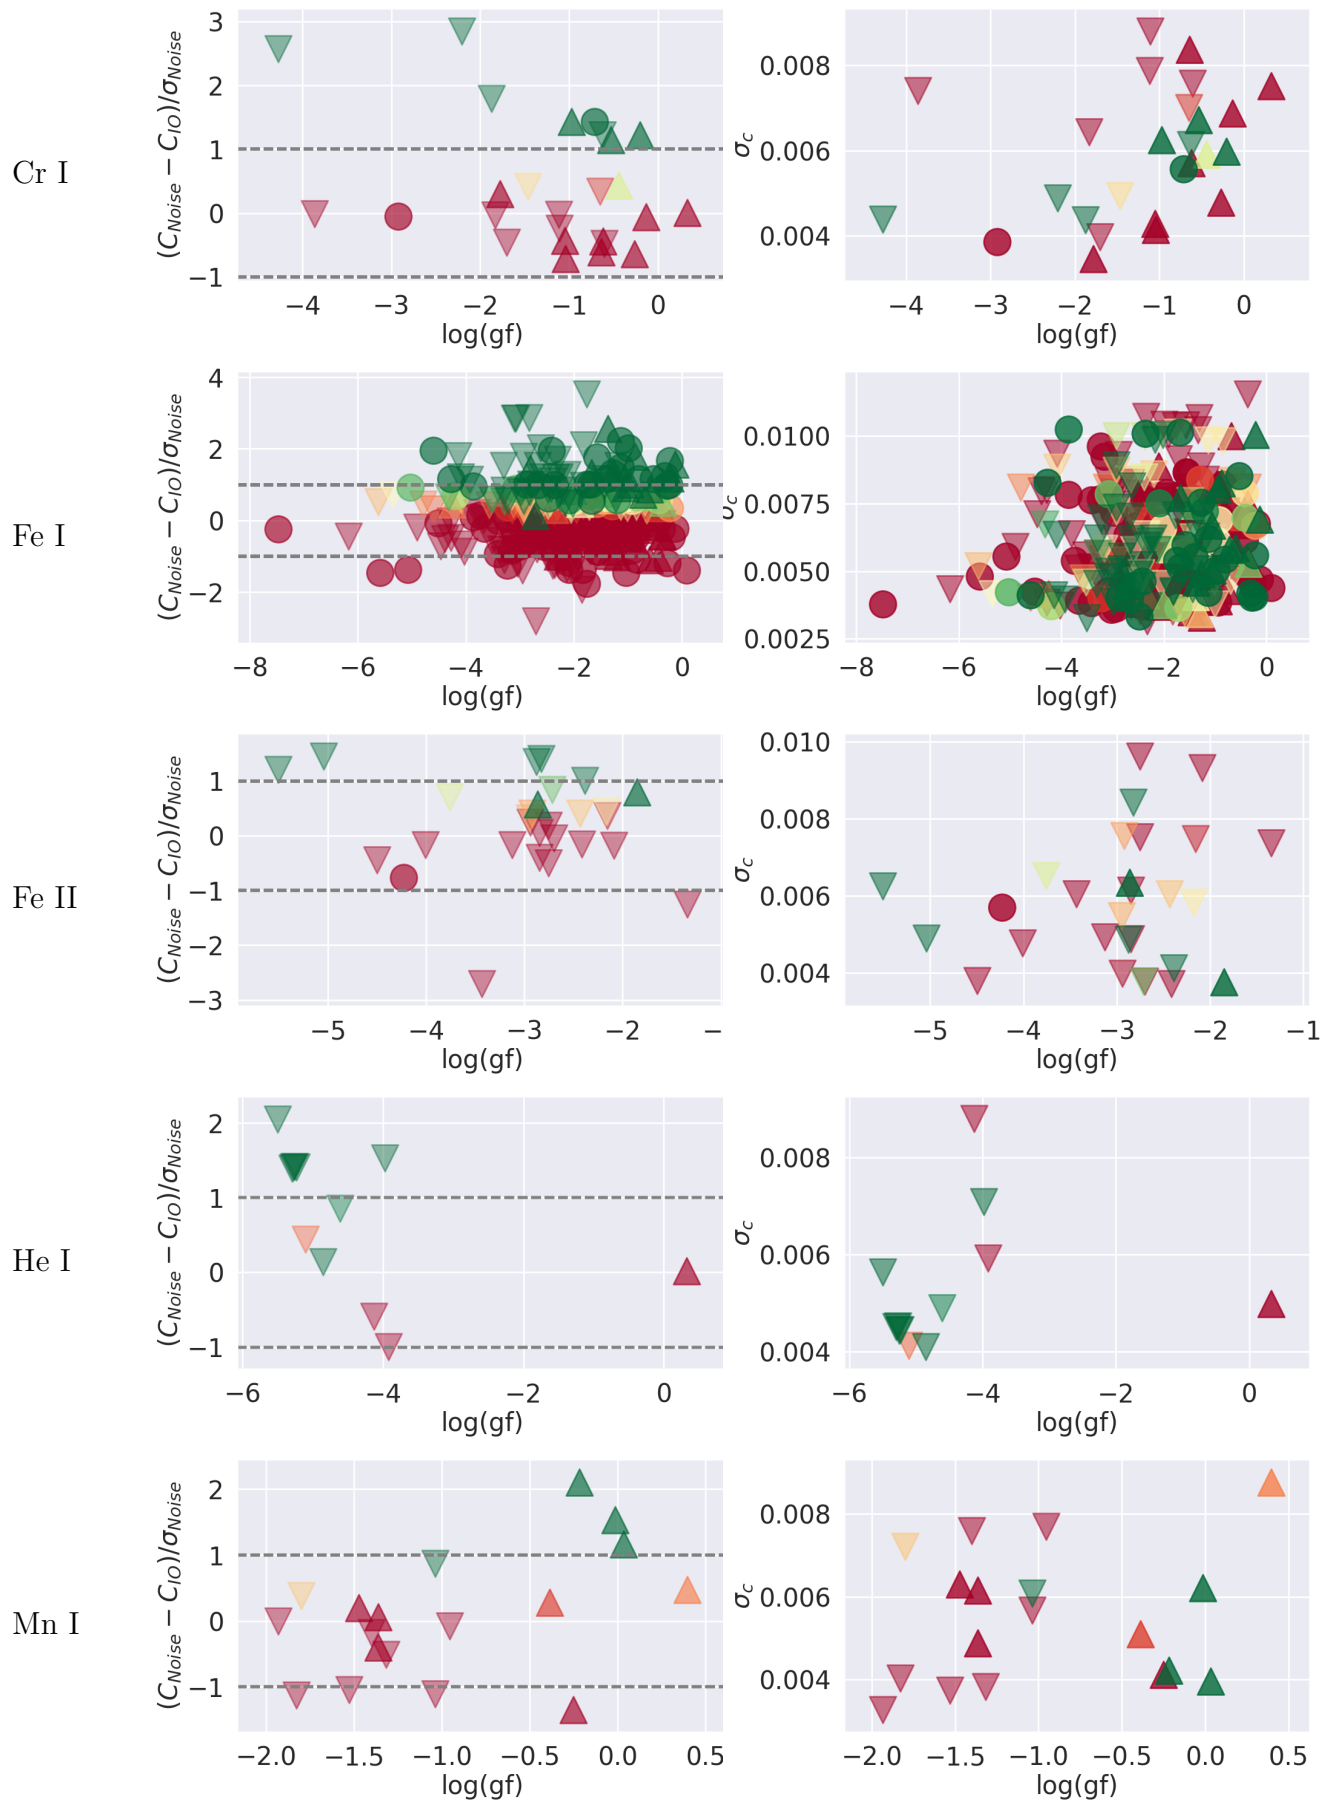 Cr I
(C_Noise − C_IO)/σ_Noise
3
2
1
0
−1
−4 −3 −2 −1 0
log(gf)
σ_c
0.008
0.006
0.004
−4 −3 −2 −1 0
log(gf)
Fe I
(C_Noise − C_IO)/σ_Noise
4
2
0
−2
−8 −6 −4 −2 0
log(gf)
σ_c
0.0100
0.0075
0.0050
0.0025
−8 −6 −4 −2 0
log(gf)
Fe II
(C_Noise − C_IO)/σ_Noise
1
0
−1
−2
−3
−5 −4 −3 −2 −
log(gf)
σ_c
0.010
0.008
0.006
0.004
−5 −4 −3 −2 −1
log(gf)
He I
(C_Noise − C_IO)/σ_Noise
2
1
0
−1
−6 −4 −2 0
log(gf)
σ_c
0.008
0.006
0.004
−6 −4 −2 0
log(gf)
Mn I
(C_Noise − C_IO)/σ_Noise
2
1
0
−1
−2.0 −1.5 −1.0 −0.5 0.0 0.5
log(gf)
σ_c
0.008
0.006
0.004
−2.0 −1.5 −1.0 −0.5 0.0 0.5
log(gf)